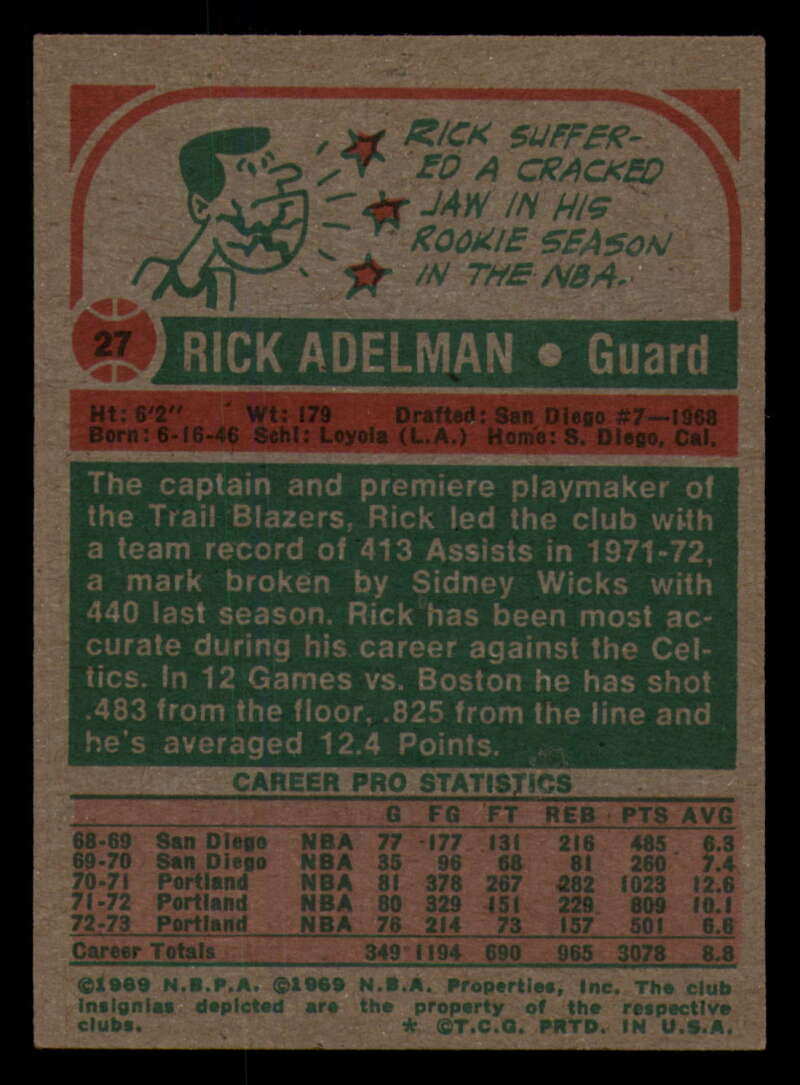 RICK SUFFER-
ED A CRACKED
JAW IN HIS
ROOKIE SEASON
IN THE NBA.
27 RICK ADELMAN • Guard
Ht: 6'2" Wt: 179 Drafted: San Diego #7—1968
Born: 6-16-46 Schl: Loyola (L.A.) Home: S. Diego, Cal.
The captain and premiere playmaker of
the Trail Blazers, Rick led the club with
a team record of 413 Assists in 1971-72,
a mark broken by Sidney Wicks with
440 last season. Rick has been most ac-
curate during his career against the Cel-
tics. In 12 Games vs. Boston he has shot
.483 from the floor, .825 from the line and
he's averaged 12.4 Points.
CAREER PRO STATISTICS
G FG FT REB PTS AVG
68-69 San Diego NBA 77 177 131 216 485 6.3
69-70 San Diego NBA 35 96 68 81 260 7.4
70-71 Portland NBA 81 378 267 282 1023 12.6
71-72 Portland NBA 80 329 151 229 809 10.1
72-73 Portland NBA 76 214 73 157 501 6.6
Career Totals 349 1194 690 965 3078 8.8
©1969 N.B.P.A. ©1969 N.B.A. Properties, Inc. The club
insignias depicted are the property of the respective
clubs. * ©T.C.G. PRTD. IN U.S.A.